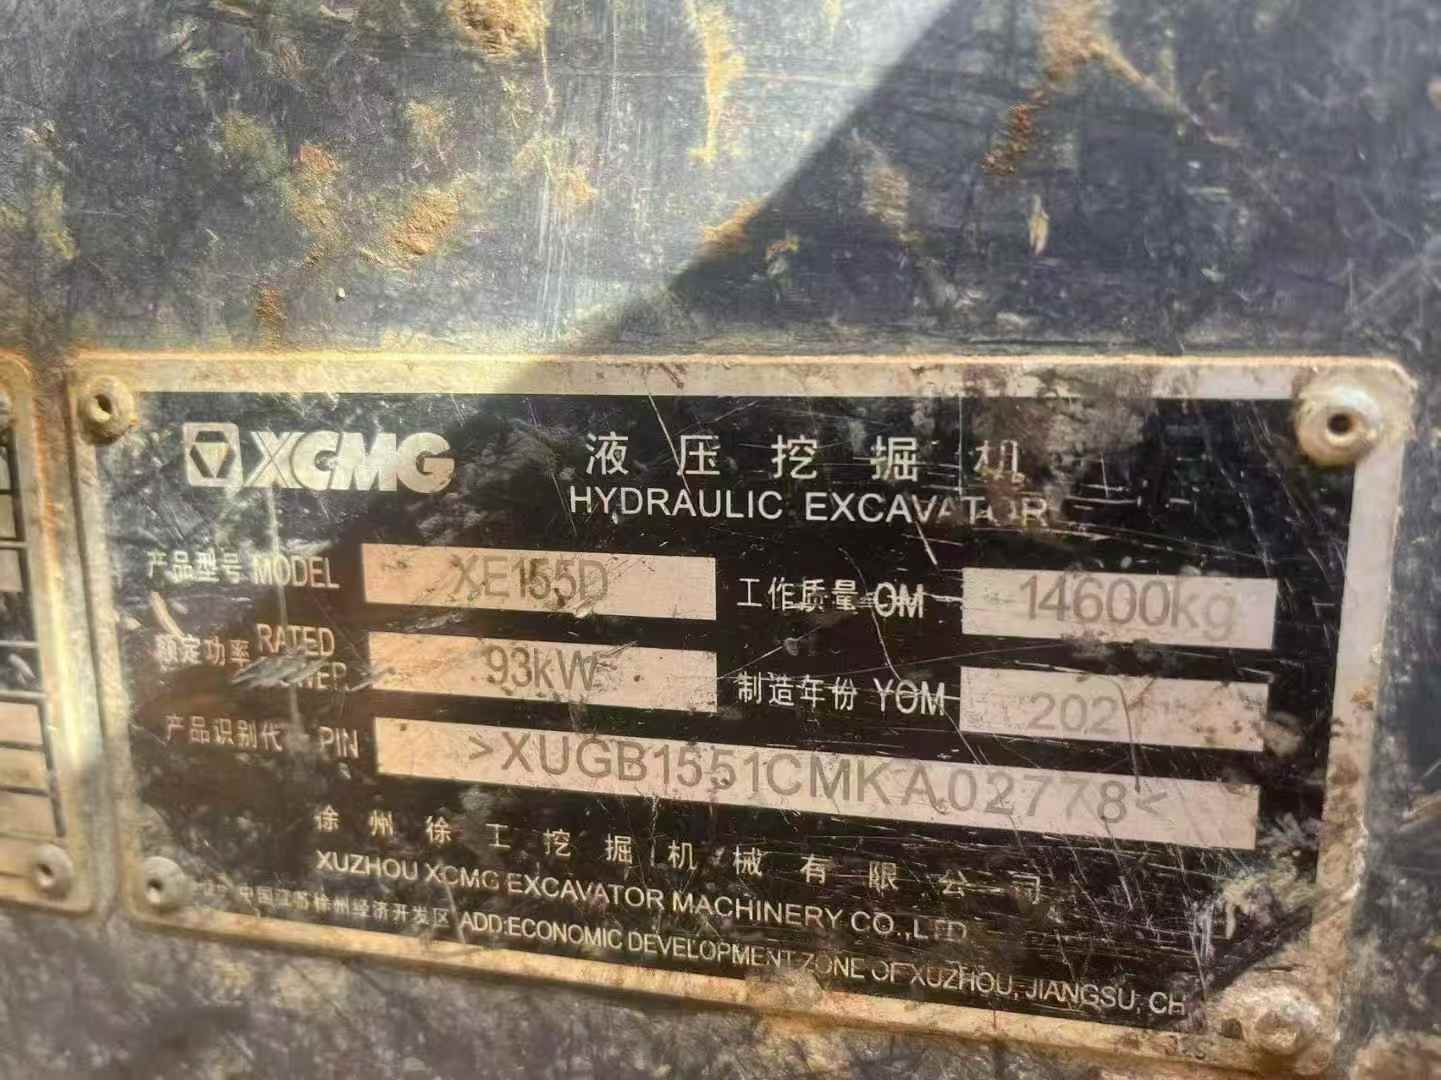 XCMG
液压挖掘机
HYDRAULIC EXCAVATOR
产品型号 MODEL XE155D 工作质量 OM 14600kg
额定功率 RATED POWER 93kW 制造年份 YOM 202
产品识别代 PIN >XUGB1551CMKA02778<
徐州徐工挖掘机械有限公司
XUZHOU XCMG EXCAVATOR MACHINERY CO.,LTD
中国江苏徐州经济开发区 ADD:ECONOMIC DEVELOPMENT ZONE OF XUZHOU, JIANGSU, CH